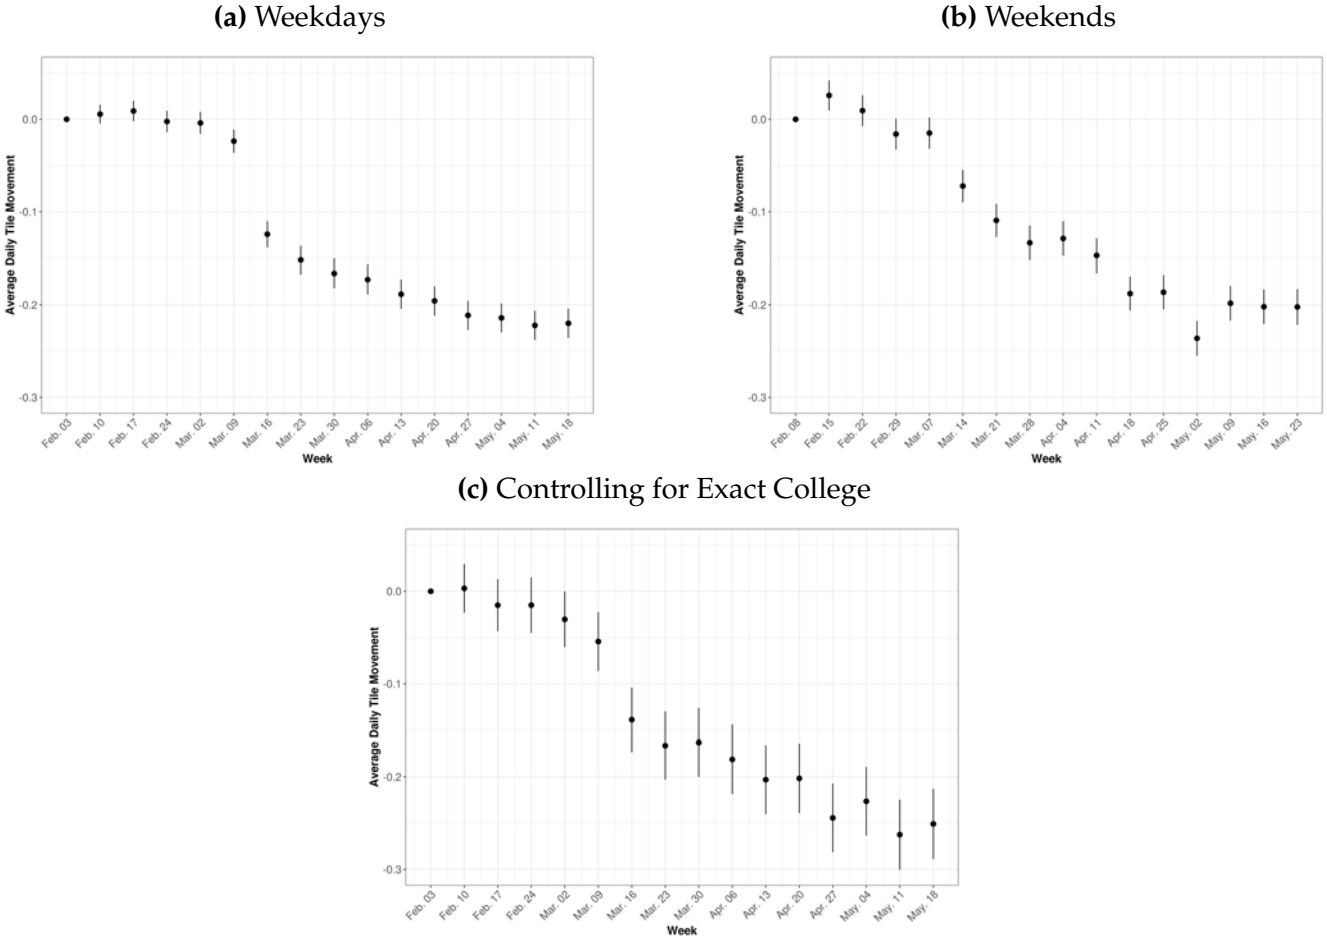 (a) Weekdays
0.0
-0.1
-0.2
-0.3
Average Daily Tile Movement
Feb. 03 Feb. 10 Feb. 17 Feb. 24 Mar. 02 Mar. 09 Mar. 16 Mar. 23 Mar. 30 Apr. 06 Apr. 13 Apr. 20 Apr. 27 May. 04 May. 11 May. 18
Week
(b) Weekends
0.0
-0.1
-0.2
-0.3
Average Daily Tile Movement
Feb. 08 Feb. 15 Feb. 22 Feb. 29 Mar. 07 Mar. 14 Mar. 21 Mar. 28 Apr. 04 Apr. 11 Apr. 18 Apr. 25 May. 02 May. 09 May. 16 May. 23
Week
(c) Controlling for Exact College
0.0
-0.1
-0.2
-0.3
Average Daily Tile Movement
Feb. 03 Feb. 10 Feb. 17 Feb. 24 Mar. 02 Mar. 09 Mar. 16 Mar. 23 Mar. 30 Apr. 06 Apr. 13 Apr. 20 Apr. 27 May. 04 May. 11 May. 18
Week